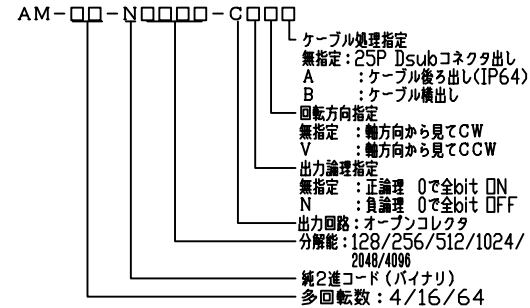 AM-□□-N□□□□-C□□□
ケーブル処理指定
無指定:25P Dsubコネクタ出し
A :ケーブル後ろ出し(IP64)
B :ケーブル横出し
回転方向指定
無指定 :軸方向から見てCW
V :軸方向から見てCCW
出力論理指定
無指定 :正論理 0で全bit ON
N :負論理 0で全bit OFF
出力回路:オープンコレクタ
分解能:128/256/512/1024/
2048/4096
純2進コード(バイナリ)
多回転数:4/16/64